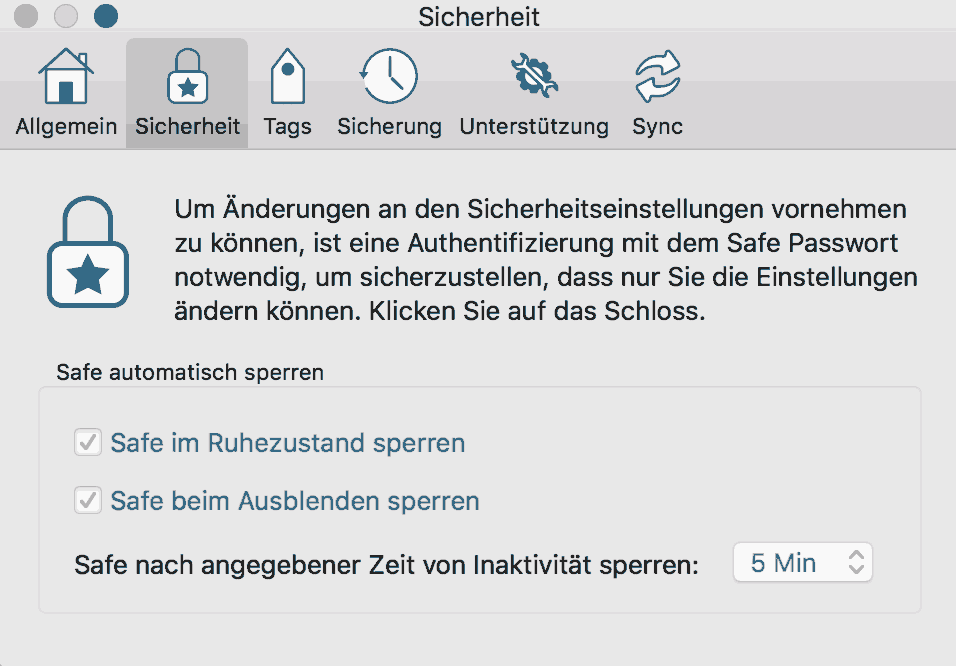 Sicherheit
Allgemein Sicherheit Tags Sicherung Unterstützung Sync
Um Änderungen an den Sicherheitseinstellungen vornehmen
zu können, ist eine Authentifizierung mit dem Safe Passwort
notwendig, um sicherzustellen, dass nur Sie die Einstellungen
ändern können. Klicken Sie auf das Schloss.
Safe automatisch sperren
Safe im Ruhezustand sperren
Safe beim Ausblenden sperren
Safe nach angegebener Zeit von Inaktivität sperren: 5 Min